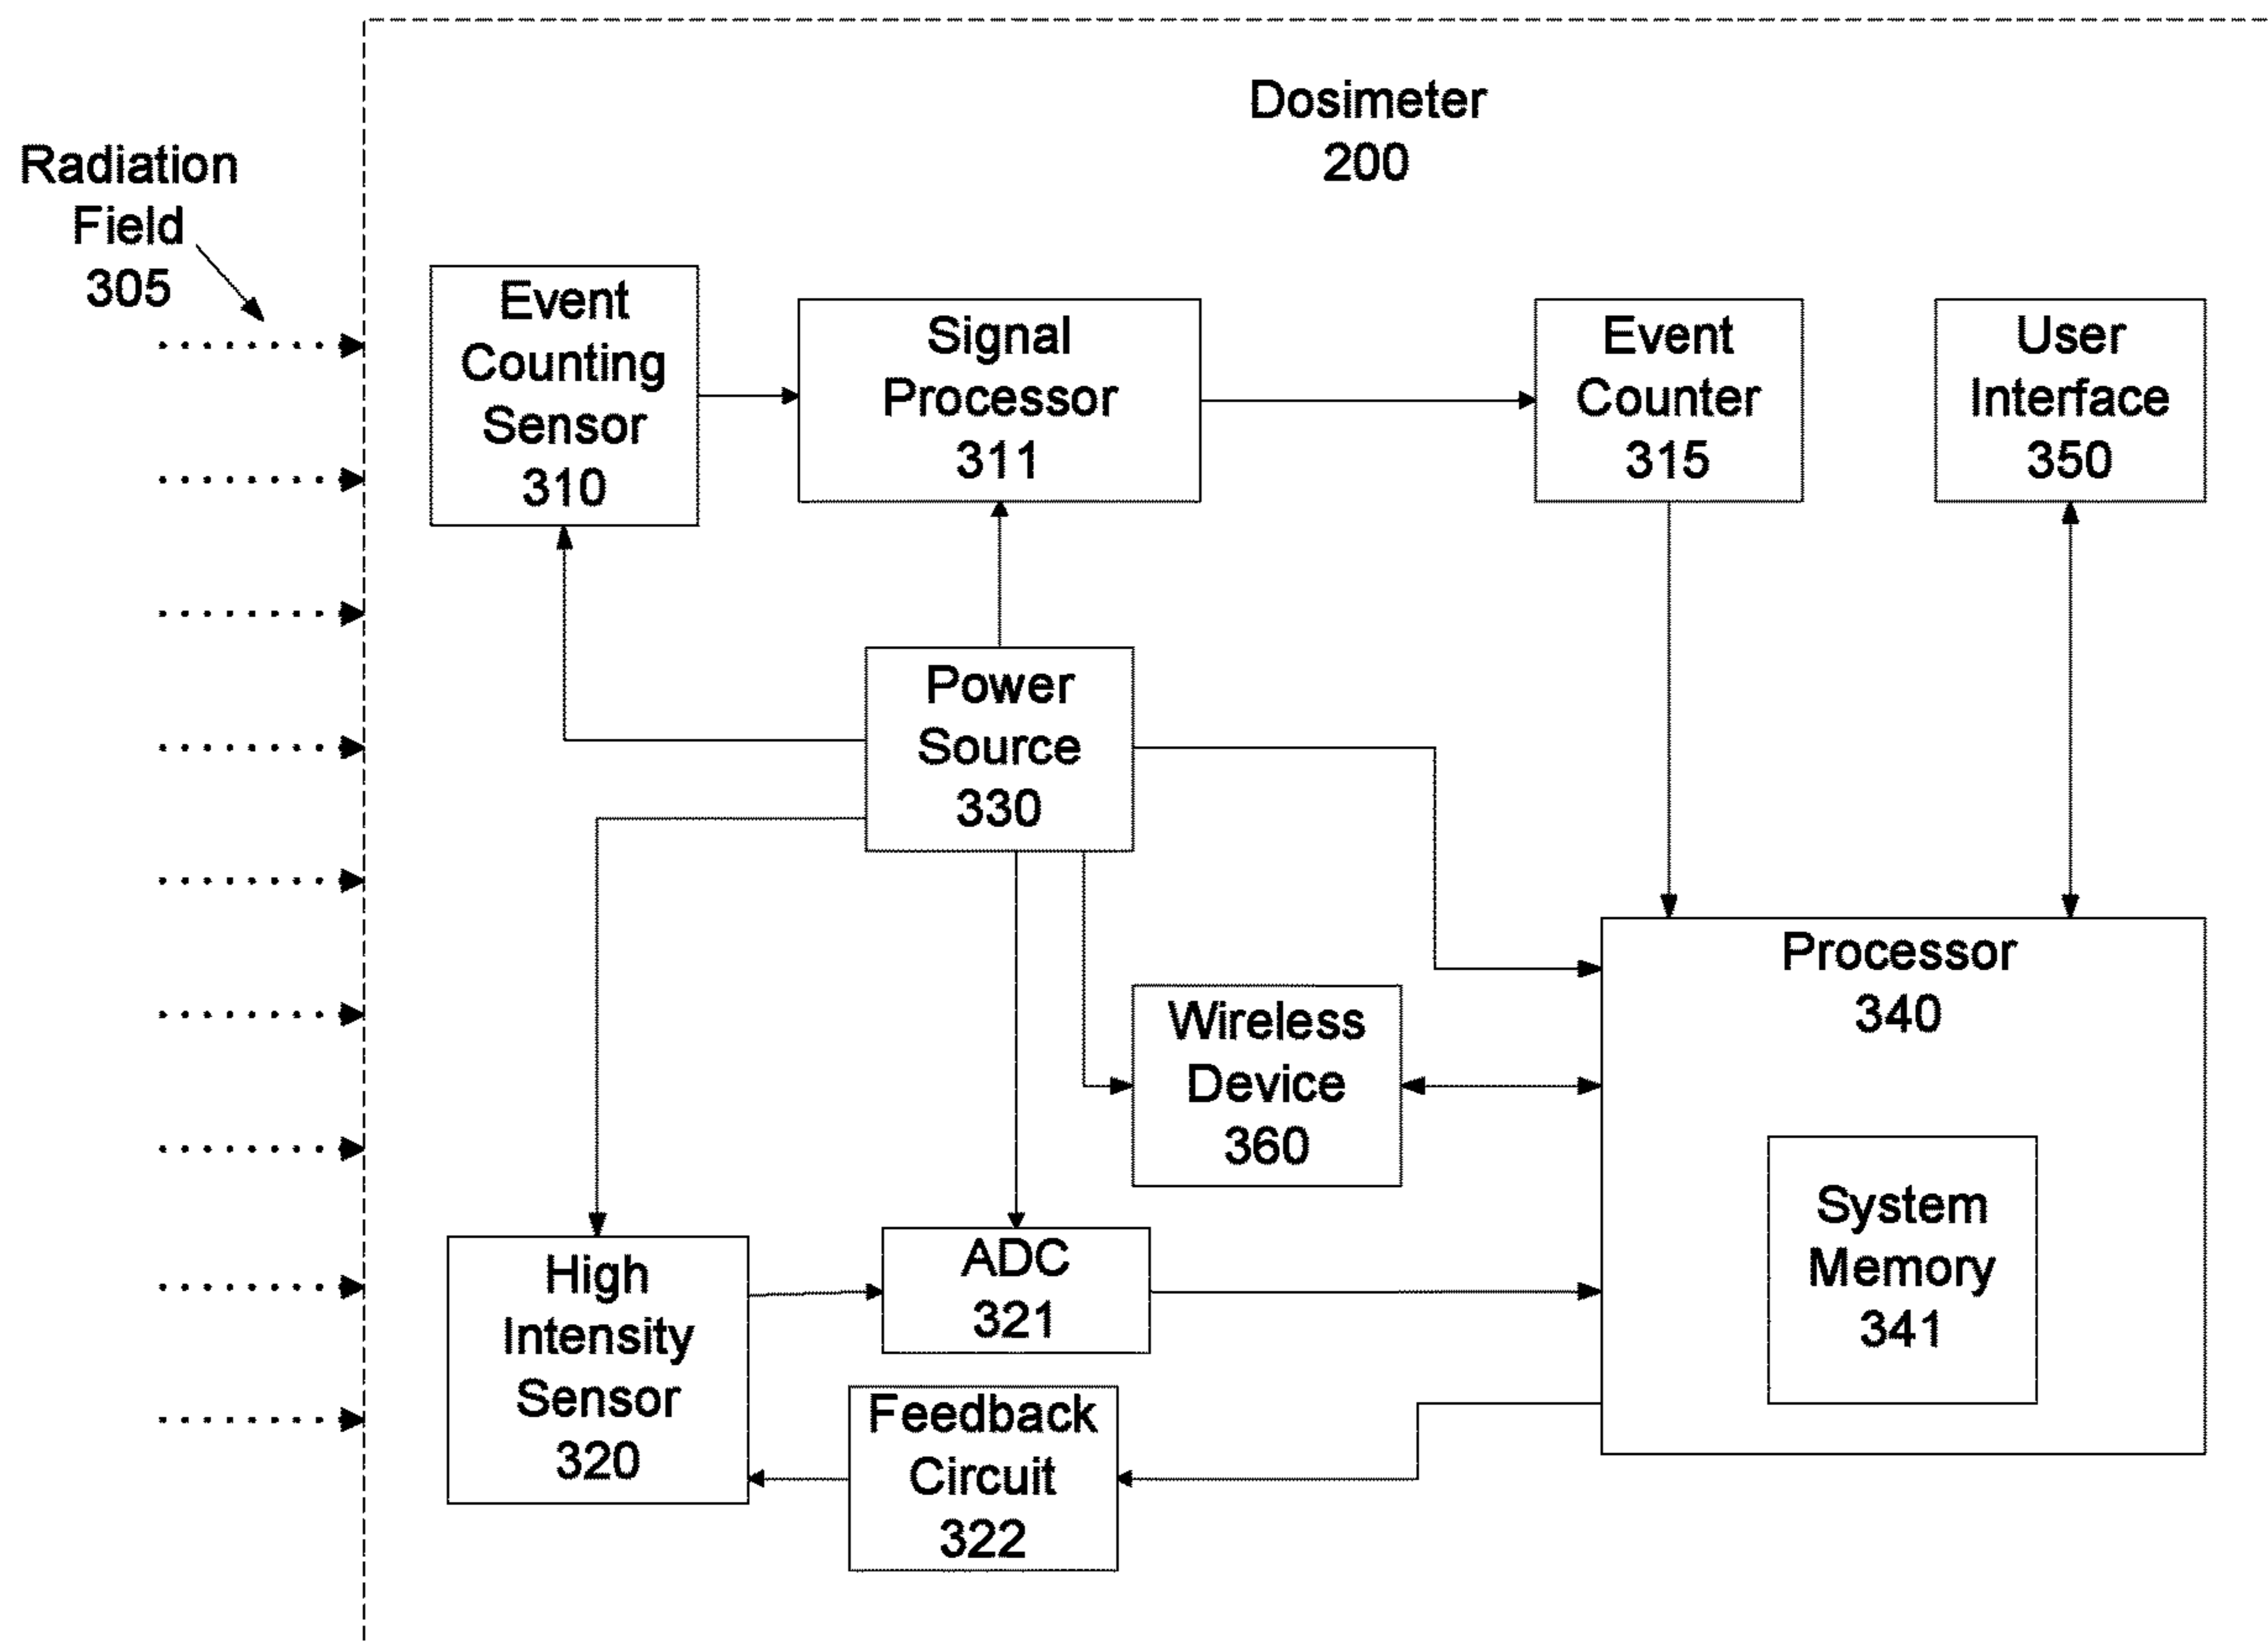 Dosimeter
200
Radiation
Field
305
Event
Counting
Sensor
310
Signal
Processor
311
Event
Counter
315
User
Interface
350
Power
Source
330
Processor
340
Wireless
Device
360
System
Memory
341
High
Intensity
Sensor
320
ADC
321
Feedback
Circuit
322